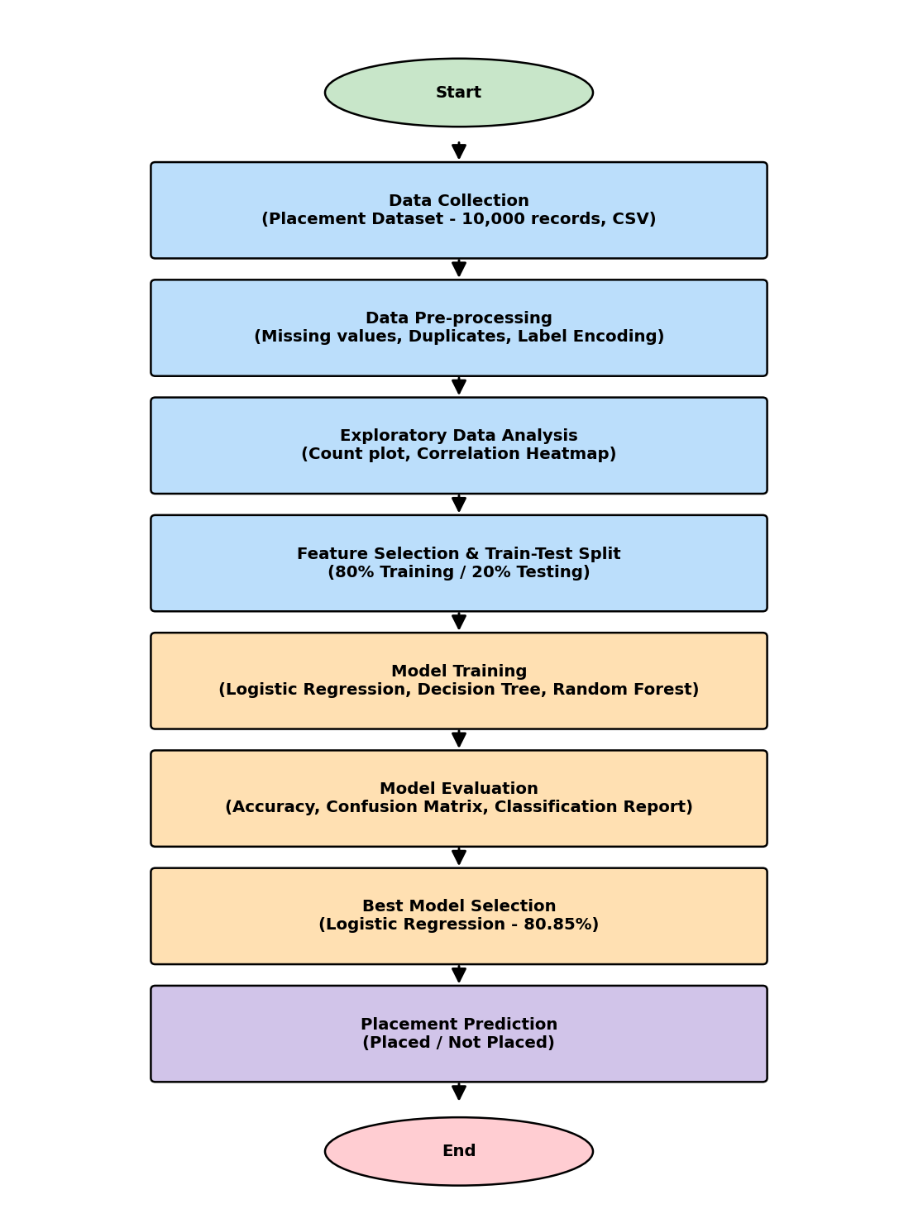 Start
Data Collection
(Placement Dataset - 10,000 records, CSV)
Data Pre-processing
(Missing values, Duplicates, Label Encoding)
Exploratory Data Analysis
(Count plot, Correlation Heatmap)
Feature Selection & Train-Test Split
(80% Training / 20% Testing)
Model Training
(Logistic Regression, Decision Tree, Random Forest)
Model Evaluation
(Accuracy, Confusion Matrix, Classification Report)
Best Model Selection
(Logistic Regression - 80.85%)
Placement Prediction
(Placed / Not Placed)
End